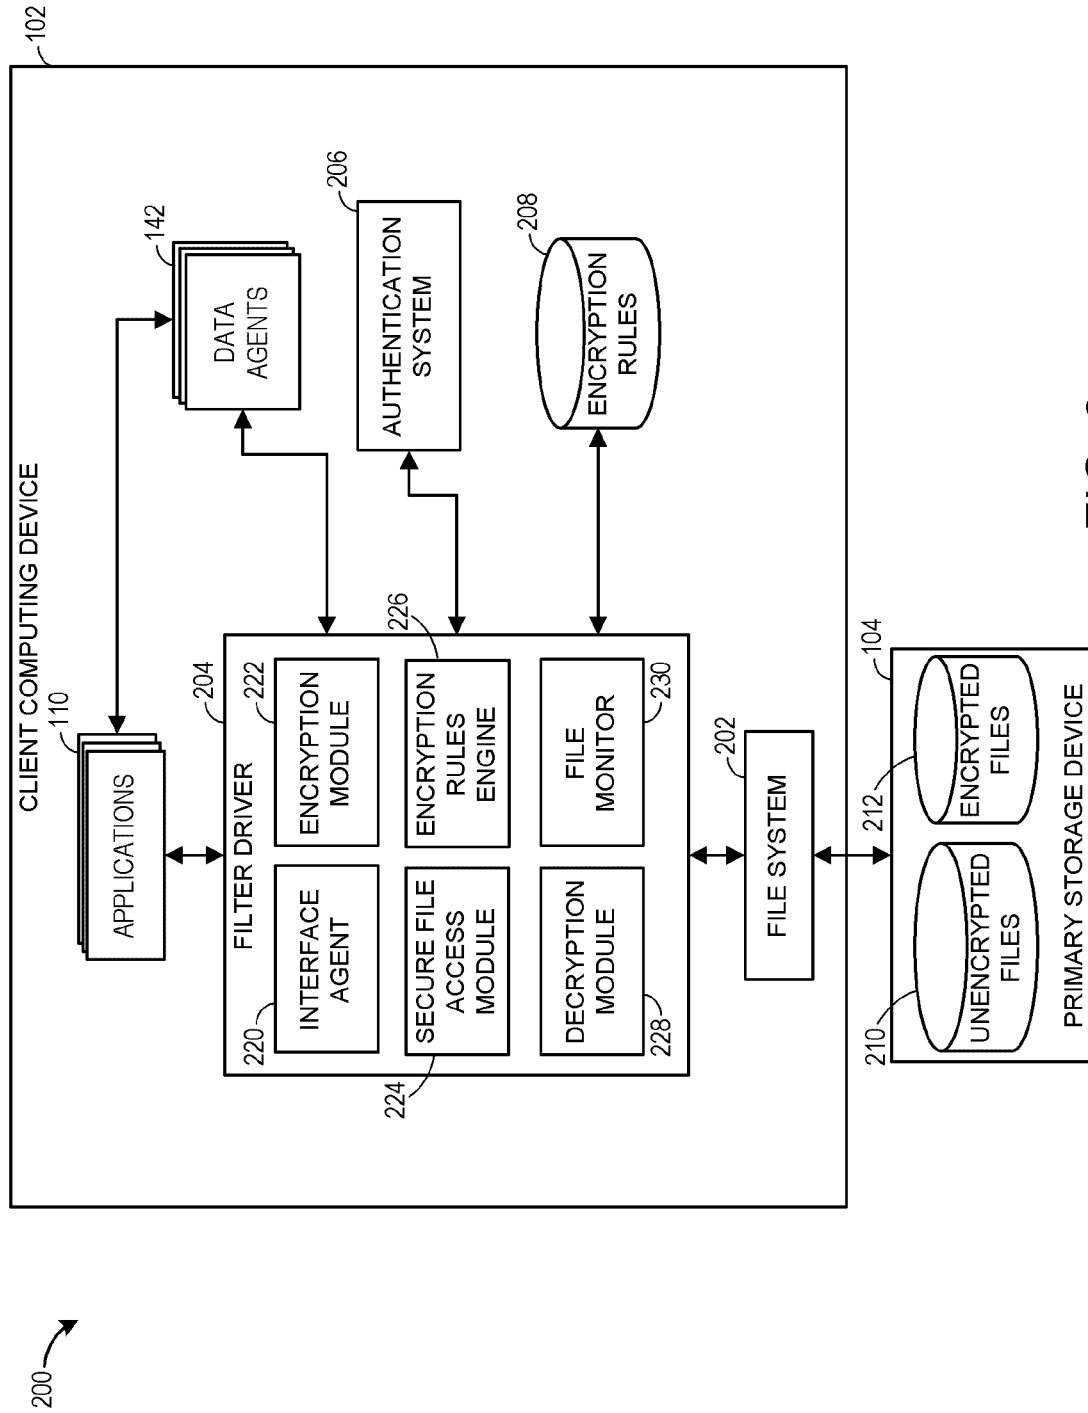 200
CLIENT COMPUTING DEVICE
102
110
APPLICATIONS
142
DATA
AGENTS
204
FILTER DRIVER
220
INTERFACE
AGENT
222
ENCRYPTION
MODULE
224
SECURE FILE
ACCESS
MODULE
226
ENCRYPTION
RULES
ENGINE
228
DECRYPTION
MODULE
230
FILE
MONITOR
206
AUTHENTICATION
SYSTEM
208
ENCRYPTION
RULES
202
FILE SYSTEM
104
210
UNENCRYPTED
FILES
212
ENCRYPTED
FILES
PRIMARY STORAGE DEVICE